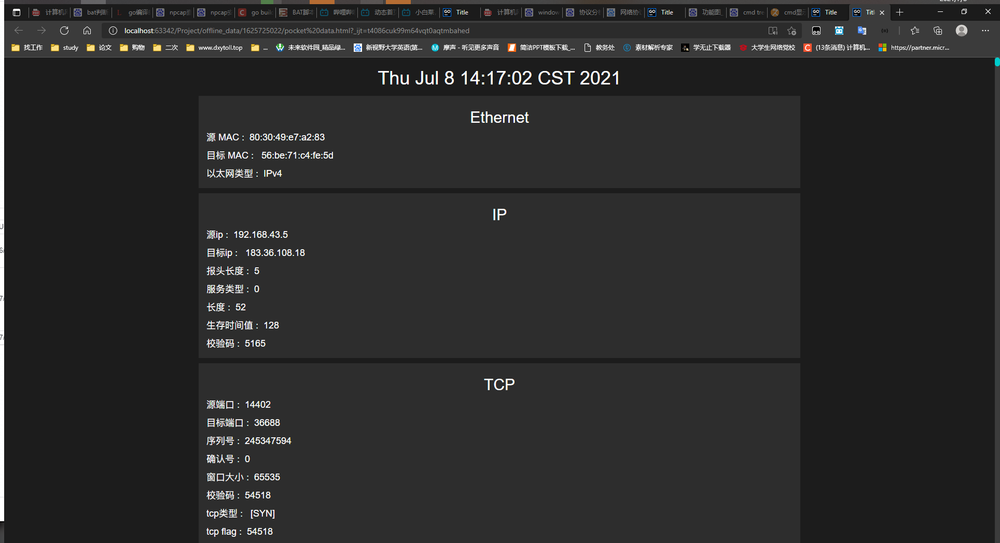 计算机网
bat判断
go编译
npcap
npcap安
go buil
BAT脚本
哔哩哔哩
动态首页
小白菜
Title
计算机网
window
协议分
网络协
Title
功能图_
cmd tre
cmd显示
Title
Titl
localhost:63342/Project/offline_data/1625725022/pocket%20data.html?_ijt=t4086cuk99m64vqt0aqtmbahed
找工作
study
论文
购物
二次
www.dxytoll.top
...
未来软件园_精品绿...
新视野大学英语(第...
摩声 - 听见更多声音
简洁PPT模板下载_...
教务处
素材解析专家
学无止下载器
大学生网络党校
(13条消息) 计算机...
https://partner.micr...
Thu Jul 8 14:17:02 CST 2021
Ethernet
源 MAC： 80:30:49:e7:a2:83
目标 MAC： 56:be:71:c4:fe:5d
以太网类型： IPv4
IP
源ip： 192.168.43.5
目标ip： 183.36.108.18
报头长度： 5
服务类型： 0
长度： 52
生存时间值： 128
校验码： 5165
TCP
源端口： 14402
目标端口： 36688
序列号： 245347594
确认号： 0
窗口大小： 65535
校验码： 54518
tcp类型： [SYN]
tcp flag： 54518